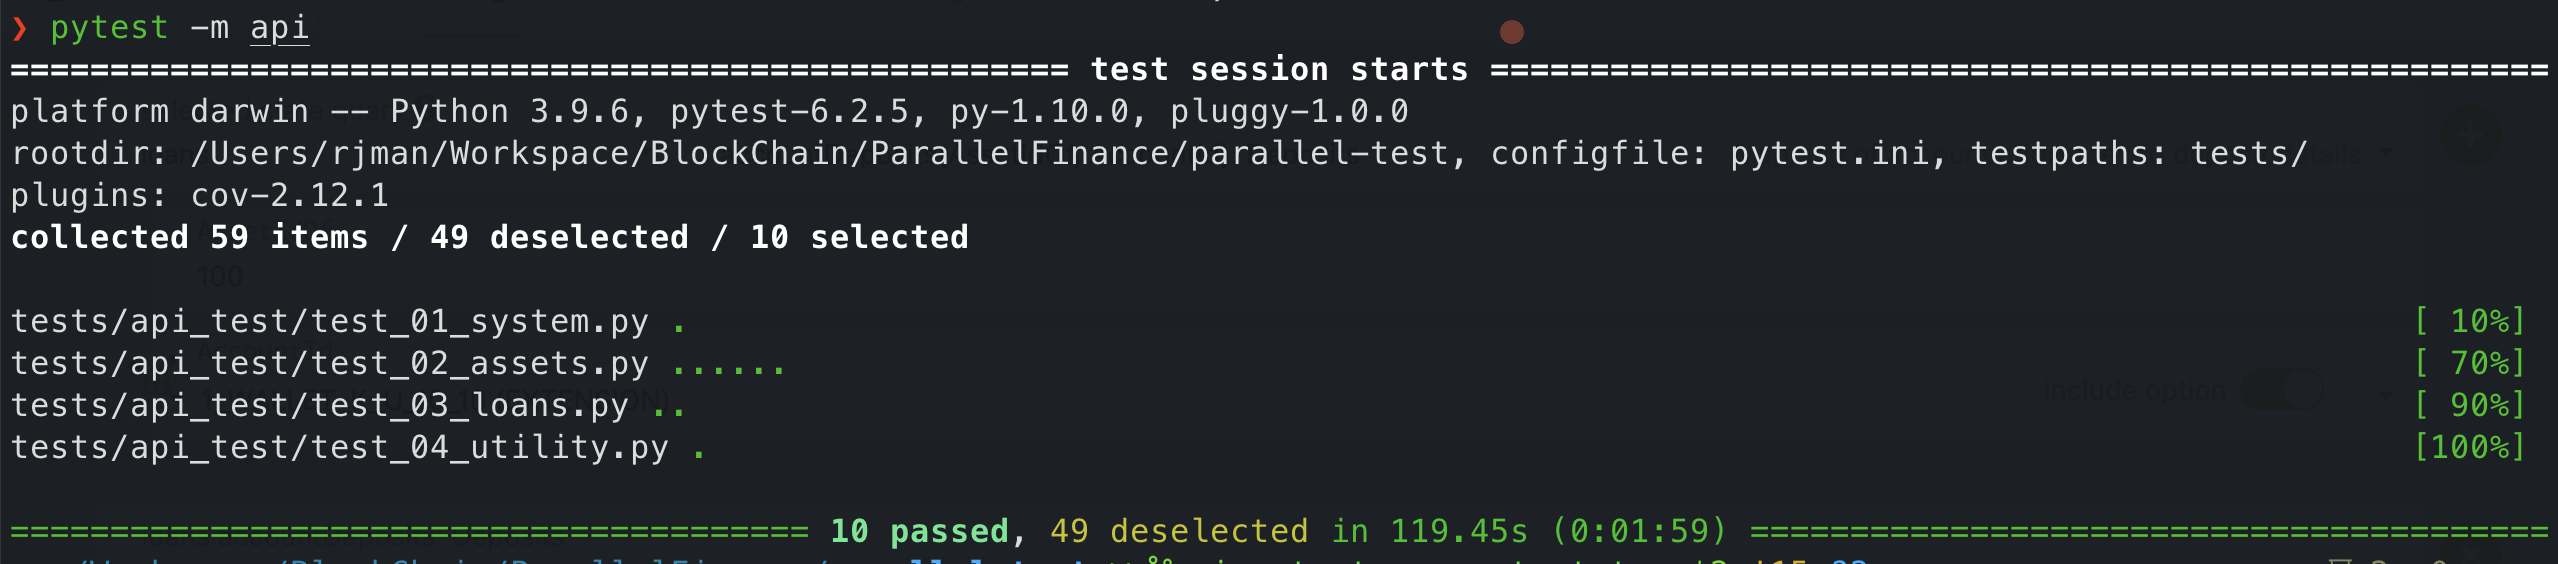 ❯ pytest -m api
===================================================== test session starts =====================================================
platform darwin -- Python 3.9.6, pytest-6.2.5, py-1.10.0, pluggy-1.0.0
rootdir: /Users/rjman/Workspace/BlockChain/ParallelFinance/parallel-test, configfile: pytest.ini, testpaths: tests/
plugins: cov-2.12.1
collected 59 items / 49 deselected / 10 selected
100
tests/api_test/test_01_system.py . [ 10%]
tests/api_test/test_02_assets.py ...... [ 70%]
include option
tests/api_test/test_03_loans.py .. [ 90%]
tests/api_test/test_04_utility.py . [100%]
======================================== 10 passed, 49 deselected in 119.45s (0:01:59) ========================================